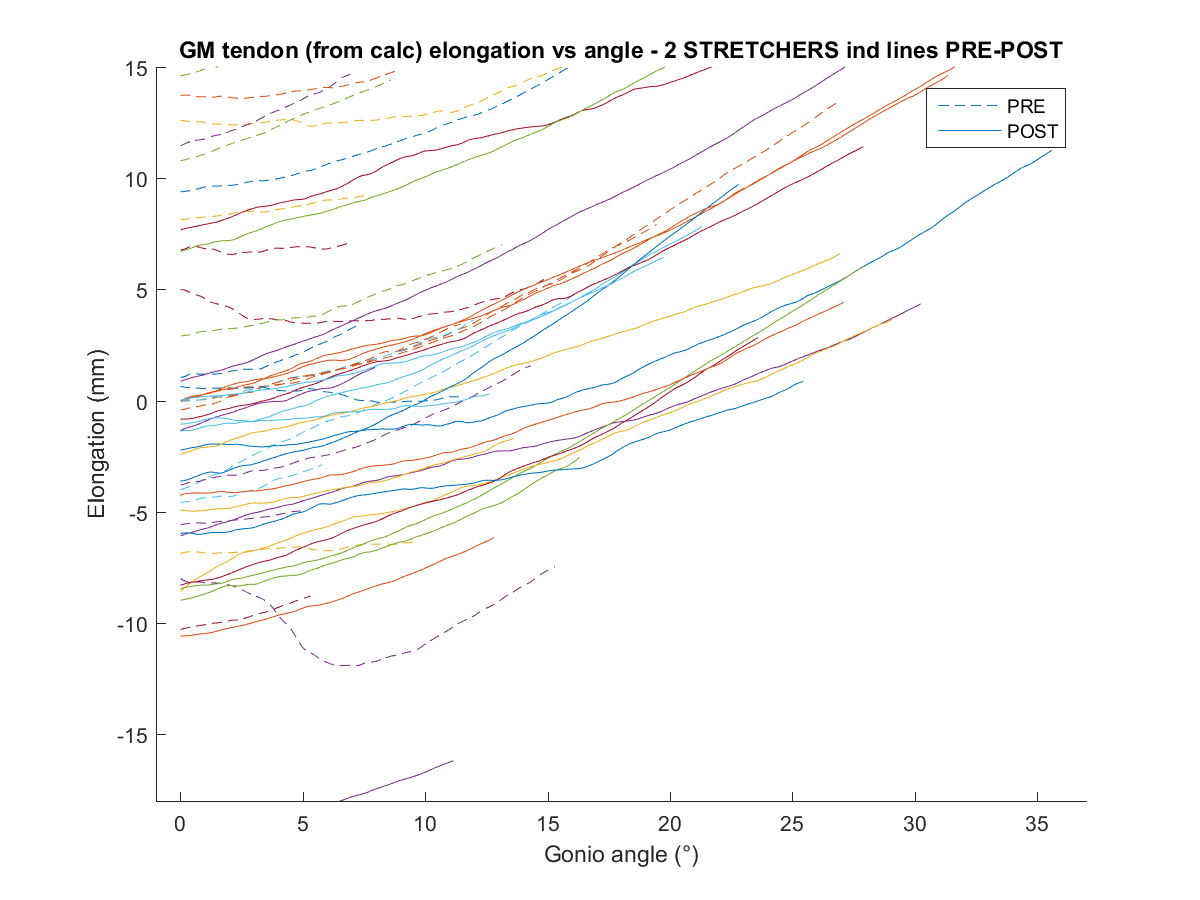 GM tendon (from calc) elongation vs angle - 2 STRETCHERS ind lines PRE-POST
15
10
5
0
-5
-10
-15
Elongation (mm)
PRE
POST
0 5 10 15 20 25 30 35
Gonio angle (°)